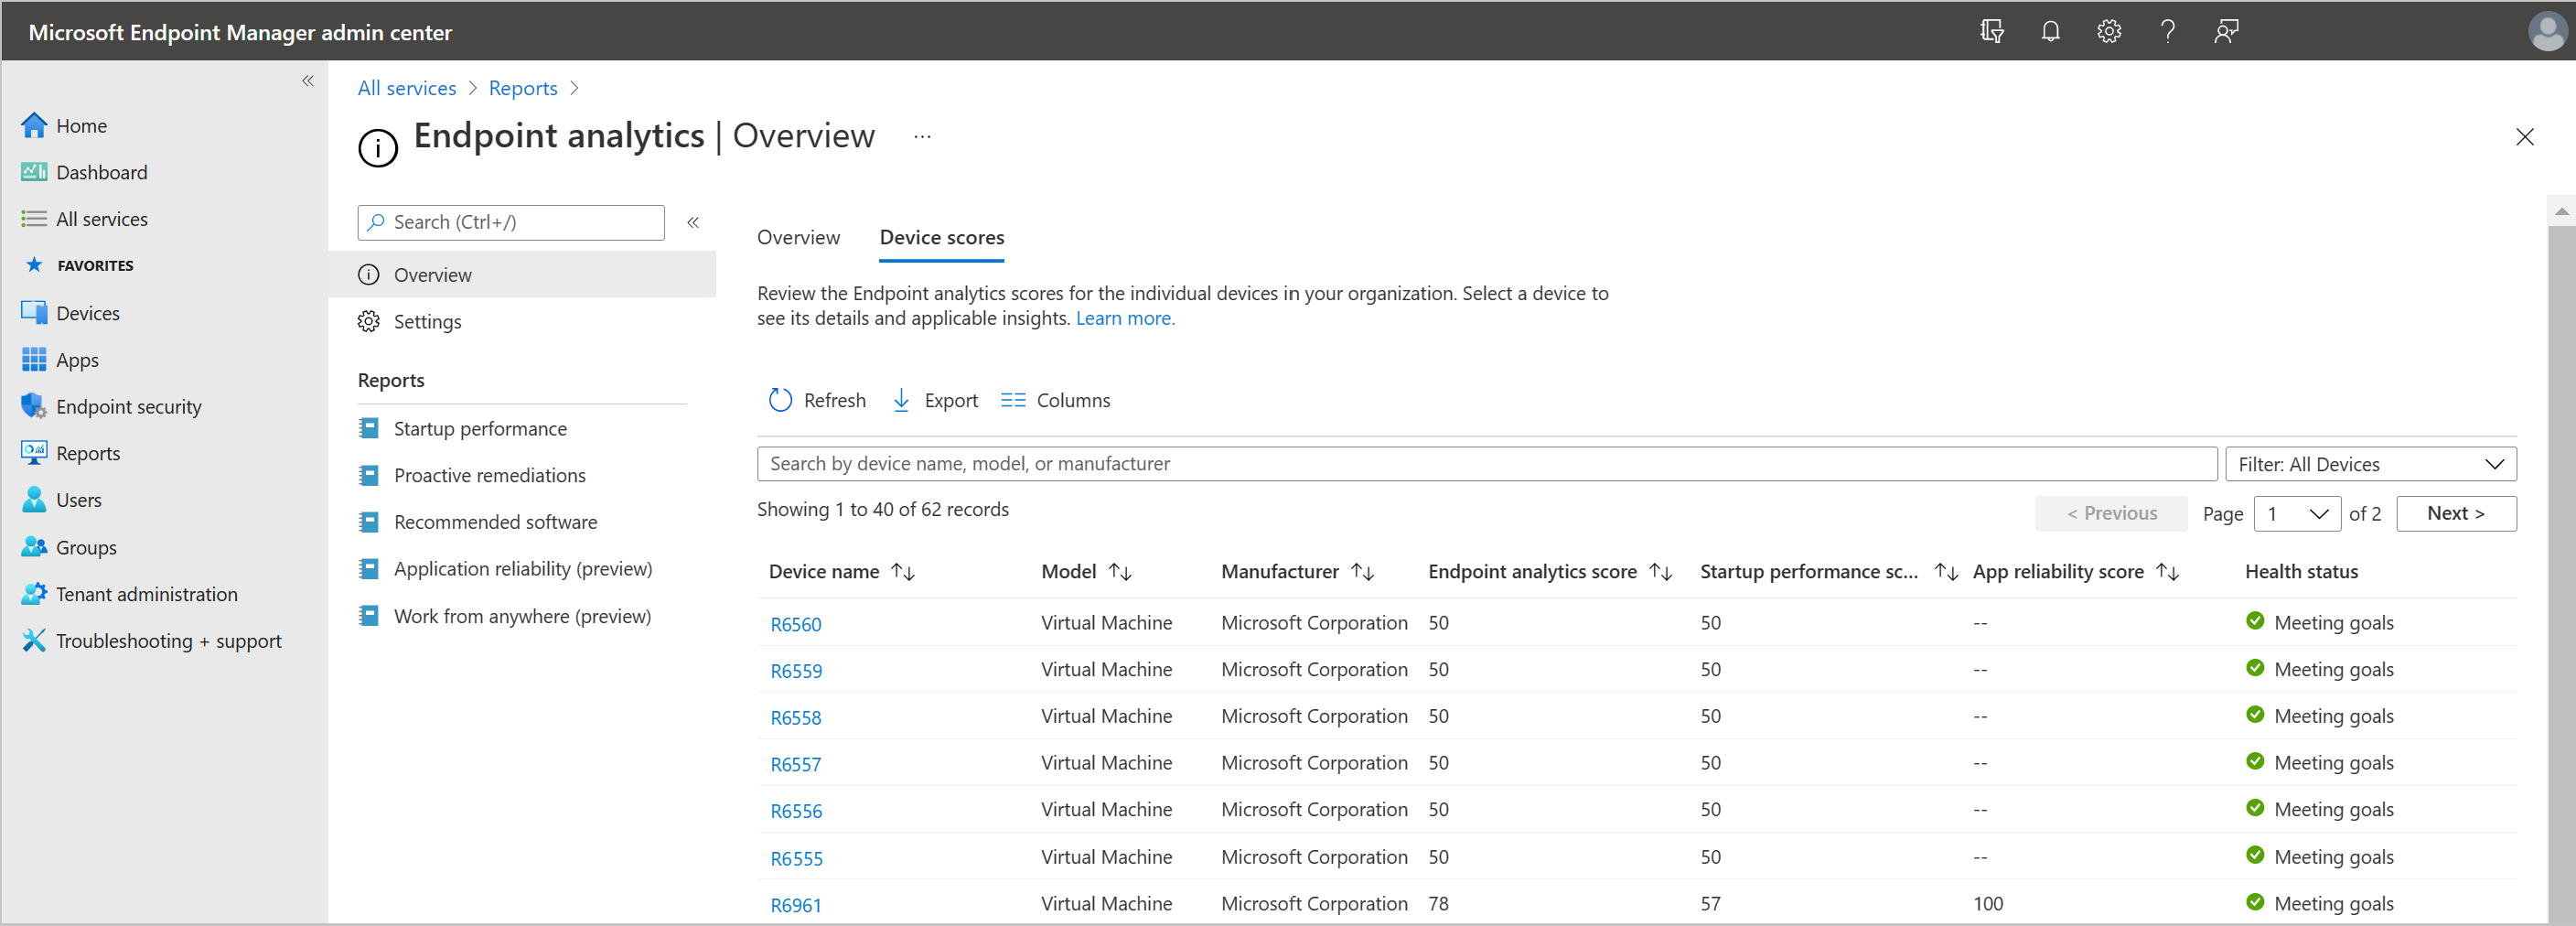 Microsoft Endpoint Manager admin center
Home
Dashboard
All services
FAVORITES
Devices
Apps
Endpoint security
Reports
Users
Groups
Tenant administration
Troubleshooting + support
All services > Reports >
Endpoint analytics | Overview ...
Search (Ctrl+/)
Overview
Settings
Reports
Startup performance
Proactive remediations
Recommended software
Application reliability (preview)
Work from anywhere (preview)
Overview Device scores
Review the Endpoint analytics scores for the individual devices in your organization. Select a device to
see its details and applicable insights. Learn more.
Refresh Export Columns
Search by device name, model, or manufacturer Filter: All Devices
Showing 1 to 40 of 62 records < Previous Page 1 of 2 Next >
Device name Model Manufacturer Endpoint analytics score Startup performance sc... App reliability score Health status
R6560 Virtual Machine Microsoft Corporation 50 50 -- Meeting goals
R6559 Virtual Machine Microsoft Corporation 50 50 -- Meeting goals
R6558 Virtual Machine Microsoft Corporation 50 50 -- Meeting goals
R6557 Virtual Machine Microsoft Corporation 50 50 -- Meeting goals
R6556 Virtual Machine Microsoft Corporation 50 50 -- Meeting goals
R6555 Virtual Machine Microsoft Corporation 50 50 -- Meeting goals
R6961 Virtual Machine Microsoft Corporation 78 57 100 Meeting goals